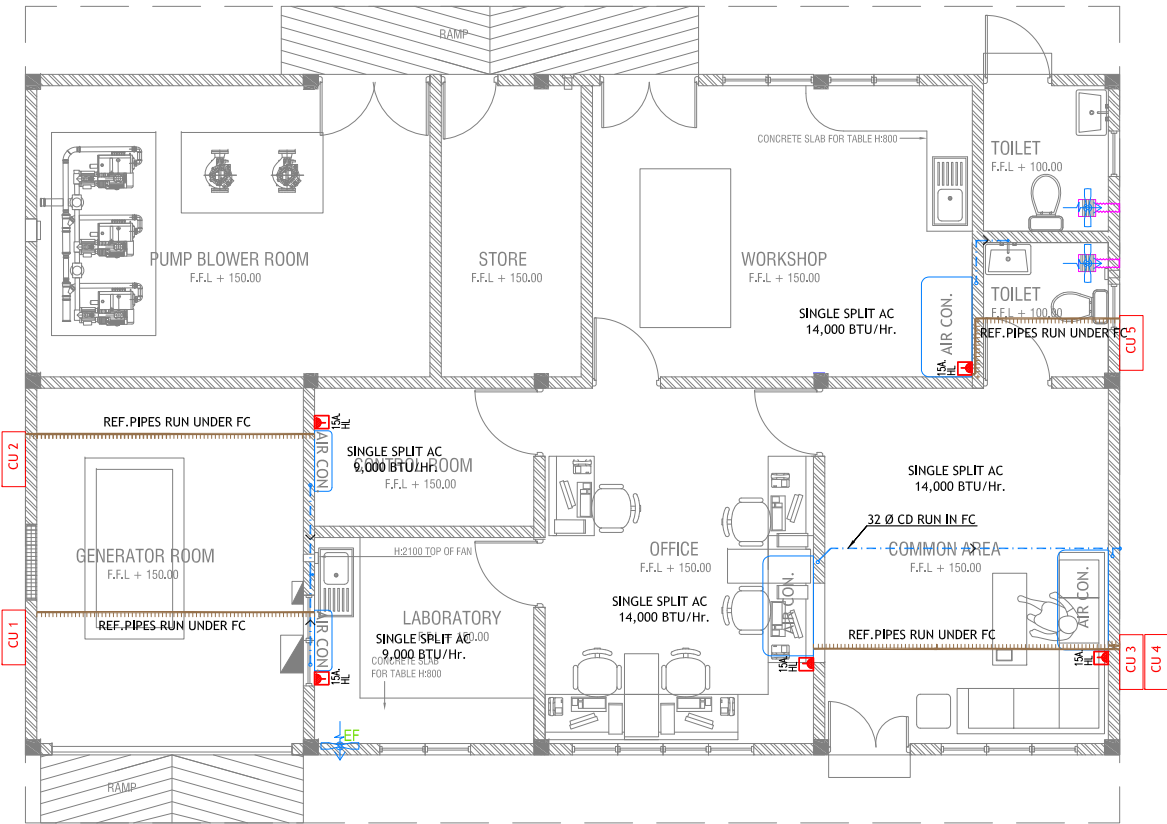 RAMP
CONCRETE SLAB FOR TABLE H:800
TOILET
F.F.L + 100.00
PUMP BLOWER ROOM
F.F.L + 150.00
STORE
F.F.L + 150.00
WORKSHOP
F.F.L + 150.00
TOILET
F.F.L + 100.00
SINGLE SPLIT AC
14,000 BTU/Hr.
AIR CON.
15A.
HL
REF.PIPES RUN UNDER FC
CU 5
REF.PIPES RUN UNDER FC
CU 2
15A.
HL
AIR CON
SINGLE SPLIT AC
9,000 BTU/Hr.
CONTROL ROOM
F.F.L + 150.00
SINGLE SPLIT AC
14,000 BTU/Hr.
32 Ø CD RUN IN FC
GENERATOR ROOM
F.F.L + 150.00
H:2100 TOP OF FAN
OFFICE
F.F.L + 150.00
COMMON AREA
F.F.L + 150.00
AIR CON.
AIR CON.
SINGLE SPLIT AC
14,000 BTU/Hr.
LABORATORY
F.F.L + 150.00
SINGLE SPLIT AC
9,000 BTU/Hr.
AIR CON
CU 1
REF.PIPES RUN UNDER FC
REF.PIPES RUN UNDER FC
CU 3
CU 4
CONCRETE SLAB
FOR TABLE H:800
15A.
HL
15A.
HL
15A.
HL
EF
RAMP